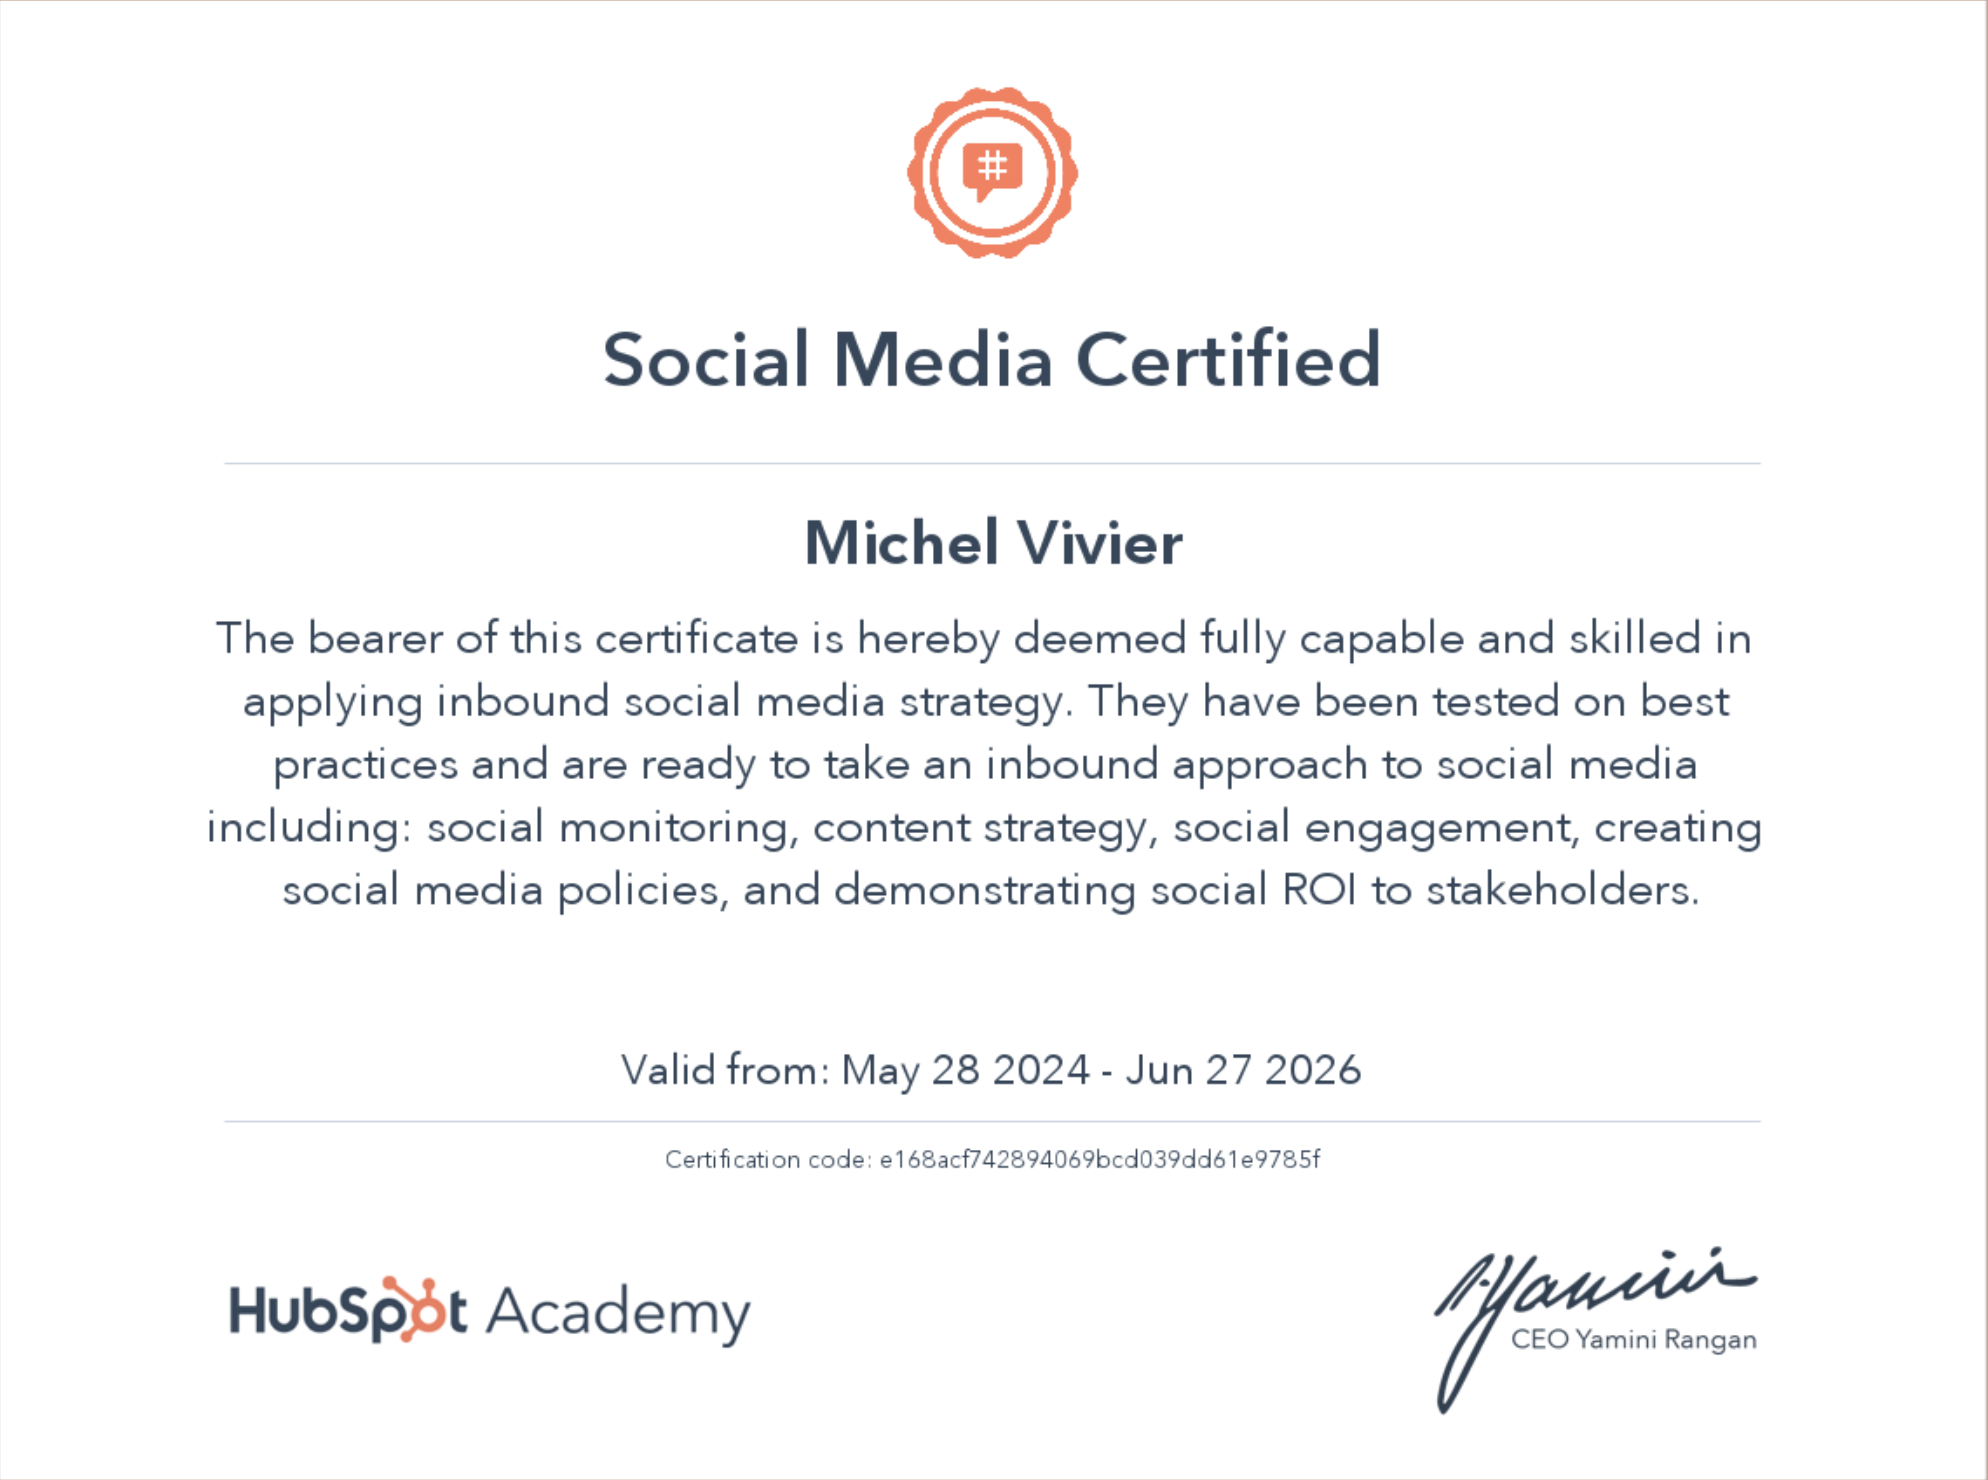 #
Social Media Certified
Michel Vivier
The bearer of this certificate is hereby deemed fully capable and skilled in
applying inbound social media strategy. They have been tested on best
practices and are ready to take an inbound approach to social media
including: social monitoring, content strategy, social engagement, creating
social media policies, and demonstrating social ROI to stakeholders.
Valid from: May 28 2024 - Jun 27 2026
Certification code: e168acf742894069bcd039dd61e9785f
HubSpot Academy
Yamini
CEO Yamini Rangan